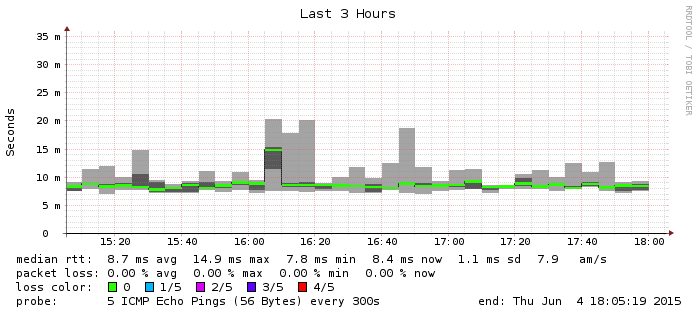 Last 3 Hours
RRDTOOL / TOBI OETIKER
Seconds
35 m
30 m
25 m
20 m
15 m
10 m
5 m
0
15:20 15:40 16:00 16:20 16:40 17:00 17:20 17:40 18:00
median rtt: 8.7 ms avg 14.9 ms max 7.8 ms min 8.4 ms now 1.1 ms sd 7.9 am/s
packet loss: 0.00 % avg 0.00 % max 0.00 % min 0.00 % now
loss color: 0 1/5 2/5 3/5 4/5
probe: 5 ICMP Echo Pings (56 Bytes) every 300s end: Thu Jun 4 18:05:19 2015